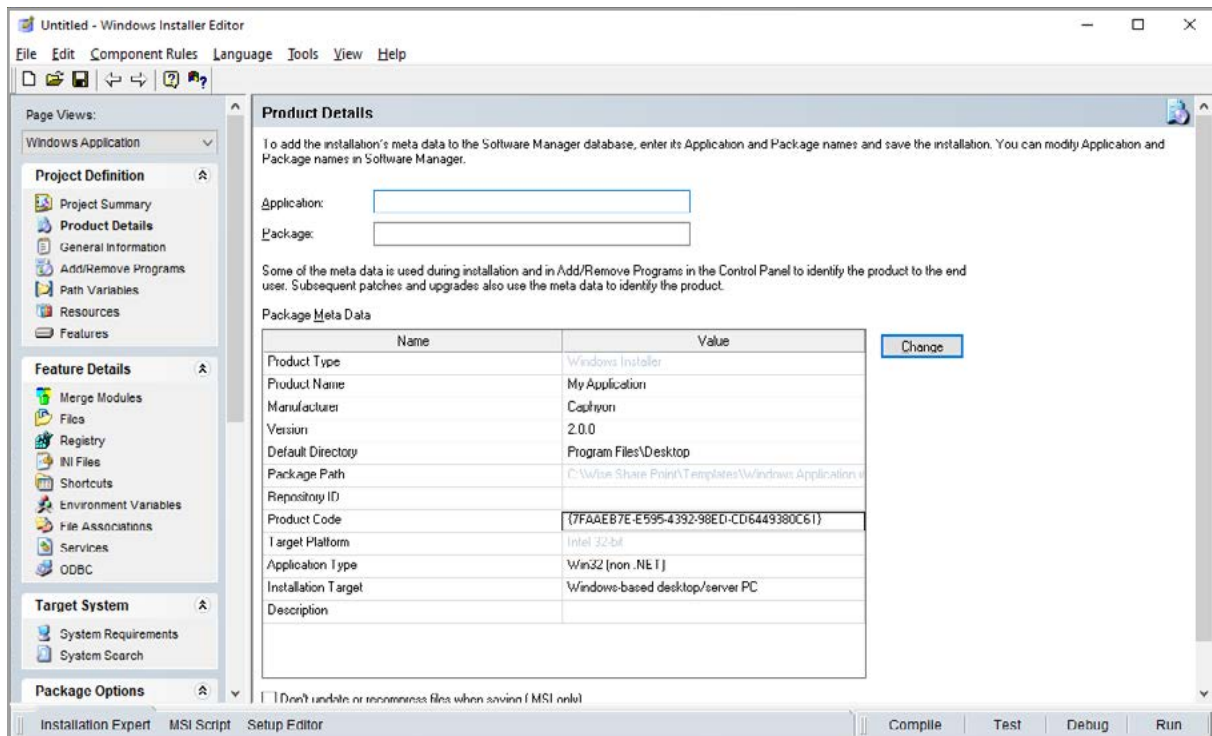 Untitled - Windows Installer Editor
File Edit Component Rules Language Tools View Help
Page Views:
Windows Application
Project Definition
Project Summary
Product Details
General Information
Add/Remove Programs
Path Variables
Resources
Features
Feature Details
Merge Modules
Files
Registry
INI Files
Shortcuts
Environment Variables
File Associations
Services
ODBC
Target System
System Requirements
System Search
Package Options
Product Details
To add the installation's meta data to the Software Manager database, enter its Application and Package names and save the installation. You can modify Application and
Package names in Software Manager.
Application:
Package:
Some of the meta data is used during installation and in Add/Remove Programs in the Control Panel to identify the product to the end
user. Subsequent patches and upgrades also use the meta data to identify the product.
Package Meta Data
Name Value
Change
Product Type Windows Installer
Product Name My Application
Manufacturer Caphyon
Version 2.0.0
Default Directory Program Files\Desktop
Package Path C:\Wise Share Point\Templates\Windows Application
Repository ID
Product Code {7FAAEB7E-E595-4392-98ED-CD6449380C61}
Target Platform Intel 32-bit
Application Type Win32 (non .NET)
Installation Target Windows-based desktop/server PC
Description
Don't update or recompress files when saving (.MSI only)
Installation Expert MSI Script Setup Editor Compile Test Debug Run